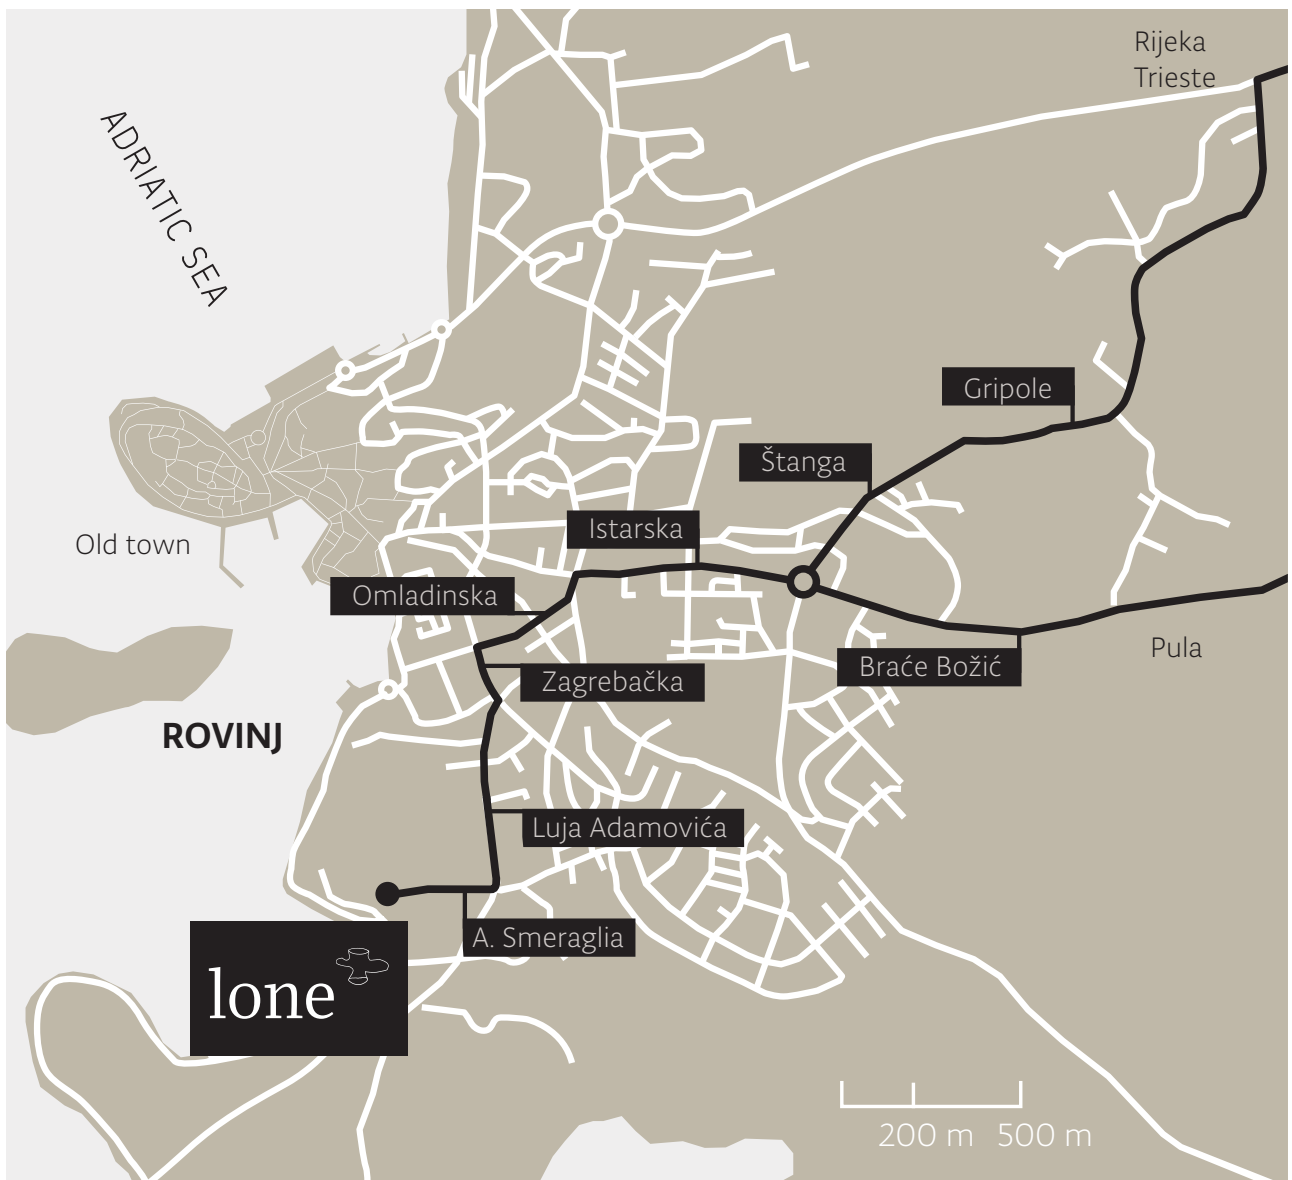 Rijeka
Trieste
ADRIATIC SEA
Gripole
Štanga
Istarska
Old town
Omladinska
Pula
Braće Božić
Zagrebačka
ROVINJ
Luja Adamovića
A. Smeraglia
lone
200 m 500 m